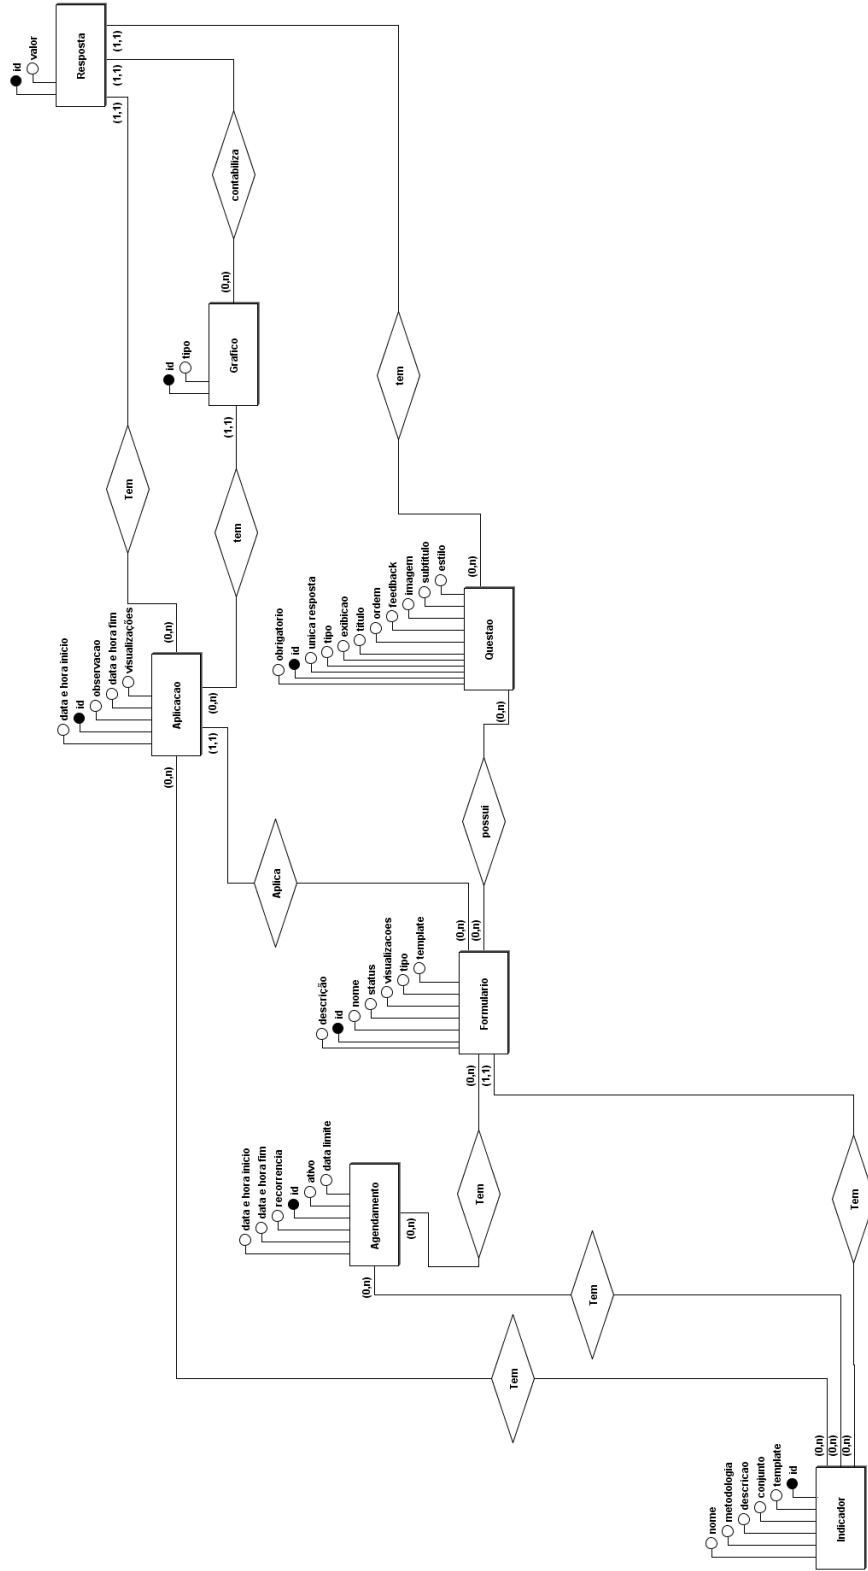 Resposta
id
valor
(1,1)
(1,1)
(1,1)
contabiliza
(0,n)
Grafico
id
tipo
(1,1)
tem
Tem
tem
Aplicacao
data e hora inicio
id
observacao
data e hora fim
visualizações
(0,n)
(0,n)
(1,1)
(0,n)
Questao
obrigatorio
id
unica resposta
tipo
exibicao
titulo
ordem
feedback
imagem
subtitulo
estilo
(0,n)
(0,n)
possui
Aplica
Formulario
descrição
id
nome
status
visualizacoes
tipo
template
(0,n)
(0,n)
(0,n)
(1,1)
Tem
Agendamento
data e hora inicio
data e hora fim
recorrencia
id
ativo
data limite
(0,n)
(0,n)
Tem
Tem
Tem
Indicador
nome
metodologia
descricao
conjunto
template
id
(0,n)
(0,n)
(0,n)